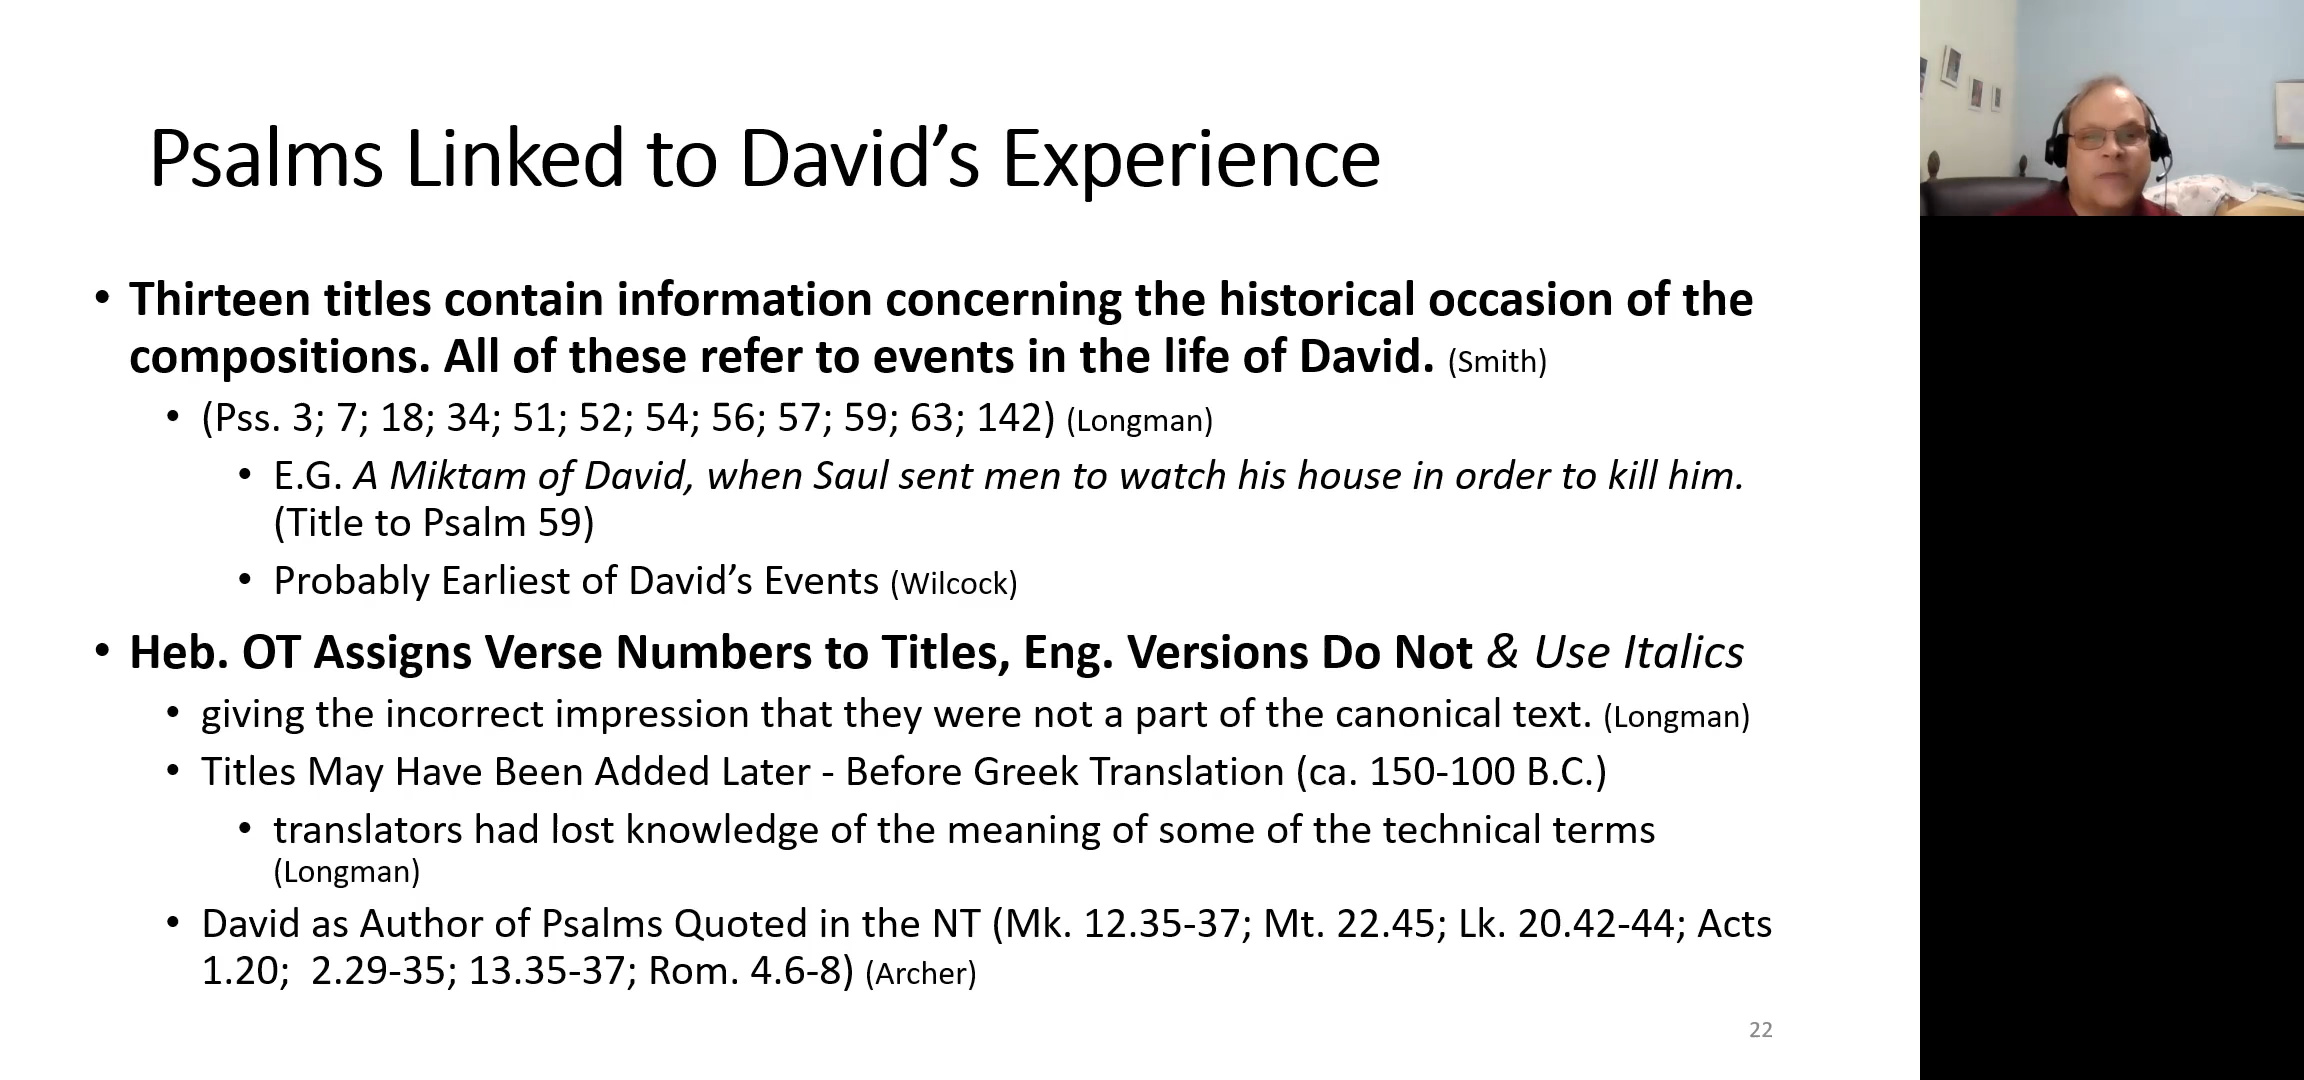 Psalms Linked to David’s Experience
• Thirteen titles contain information concerning the historical occasion of the
compositions. All of these refer to events in the life of David. (Smith)
• (Pss. 3; 7; 18; 34; 51; 52; 54; 56; 57; 59; 63; 142) (Longman)
• E.G. A Miktam of David, when Saul sent men to watch his house in order to kill him.
(Title to Psalm 59)
• Probably Earliest of David’s Events (Wilcock)
• Heb. OT Assigns Verse Numbers to Titles, Eng. Versions Do Not & Use Italics
• giving the incorrect impression that they were not a part of the canonical text. (Longman)
• Titles May Have Been Added Later - Before Greek Translation (ca. 150-100 B.C.)
• translators had lost knowledge of the meaning of some of the technical terms
(Longman)
• David as Author of Psalms Quoted in the NT (Mk. 12.35-37; Mt. 22.45; Lk. 20.42-44; Acts
1.20;  2.29-35; 13.35-37; Rom. 4.6-8) (Archer)
22